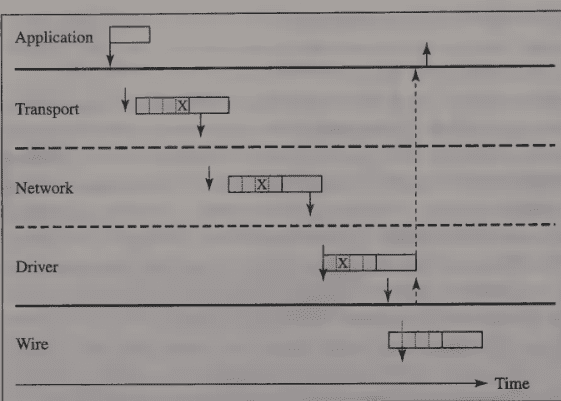 Application
Transport
X
Network
X
Driver
X
Wire
Time